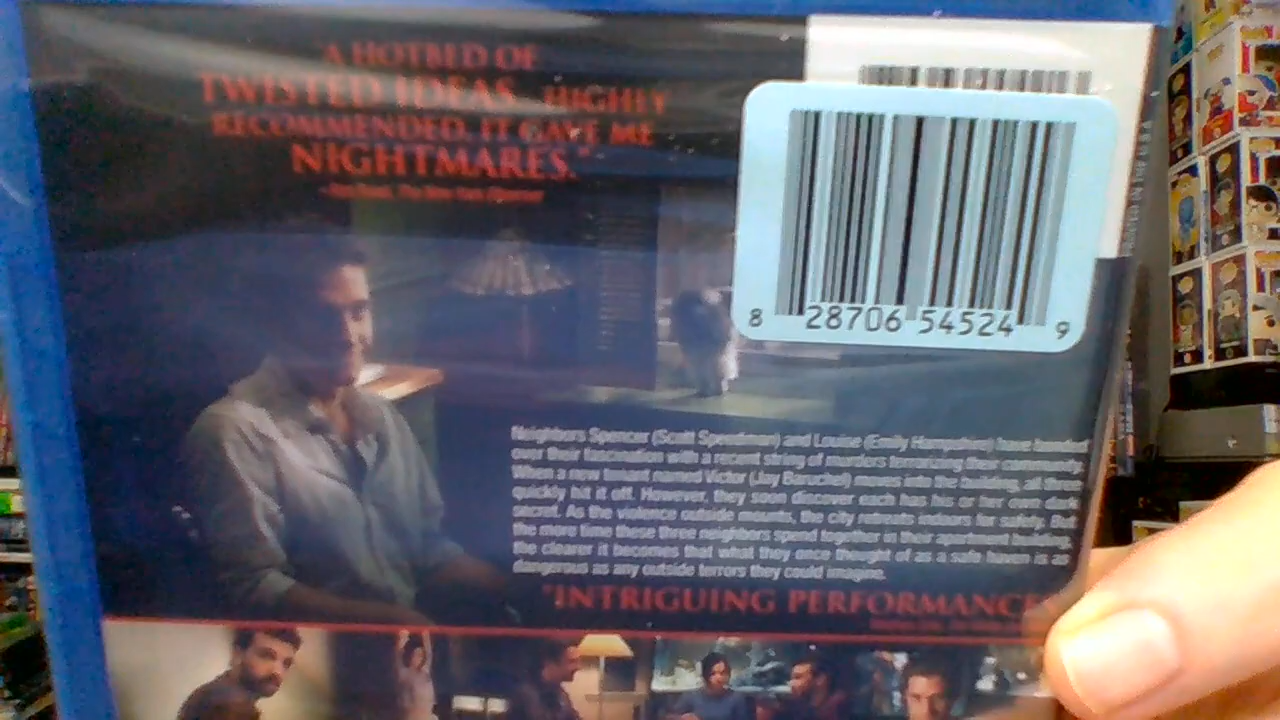 "A HOTBED OF
TWISTED IDEAS... HIGHLY
RECOMMENDED. IT GAVE ME
NIGHTMARES."
8 28706 54524 9
Neighbors Spencer (Scott Speedman) and Louise (Emily Hampshire) have bonded
over their fascination with a recent string of murders terrorizing their community.
When a new tenant named Victor (Jay Baruchel) moves into the building, all three
quickly hit it off. However, they soon discover each has his or her own dark
secret. As the violence outside mounts, the city retreats indoors for safety. But
the more time these three neighbors spend together in their apartment building,
the clearer it becomes that what they once thought of as a safe haven is as
dangerous as any outside terrors they could imagine.
"INTRIGUING PERFORMANCES